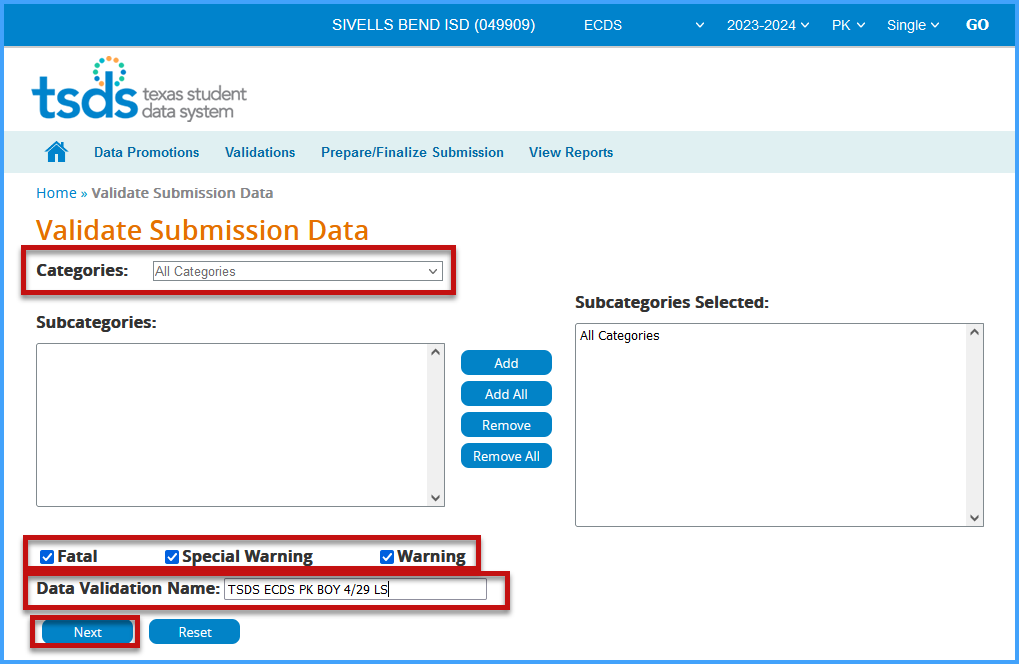 SIVELLS BEND ISD (049909) ECDS 2023-2024 PK Single GO
tsds texas student
data system
Data Promotions Validations Prepare/Finalize Submission View Reports
Home » Validate Submission Data
Validate Submission Data
Categories: All Categories
Subcategories Selected:
Subcategories:
All Categories
Add
Add All
Remove
Remove All
Fatal Special Warning Warning
Data Validation Name: TSDS ECDS PK BOY 4/29 LS
Next Reset